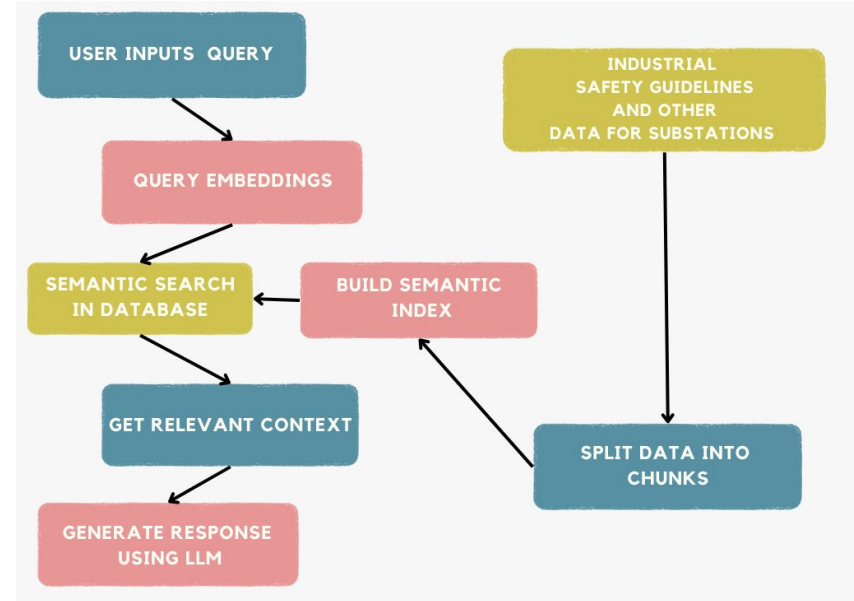 USER INPUTS QUERY
INDUSTRIAL
SAFETY GUIDELINES
AND OTHER
DATA FOR SUBSTATIONS
QUERY EMBEDDINGS
SEMANTIC SEARCH
IN DATABASE
BUILD SEMANTIC
INDEX
GET RELEVANT CONTEXT
SPLIT DATA INTO
CHUNKS
GENERATE RESPONSE
USING LLM